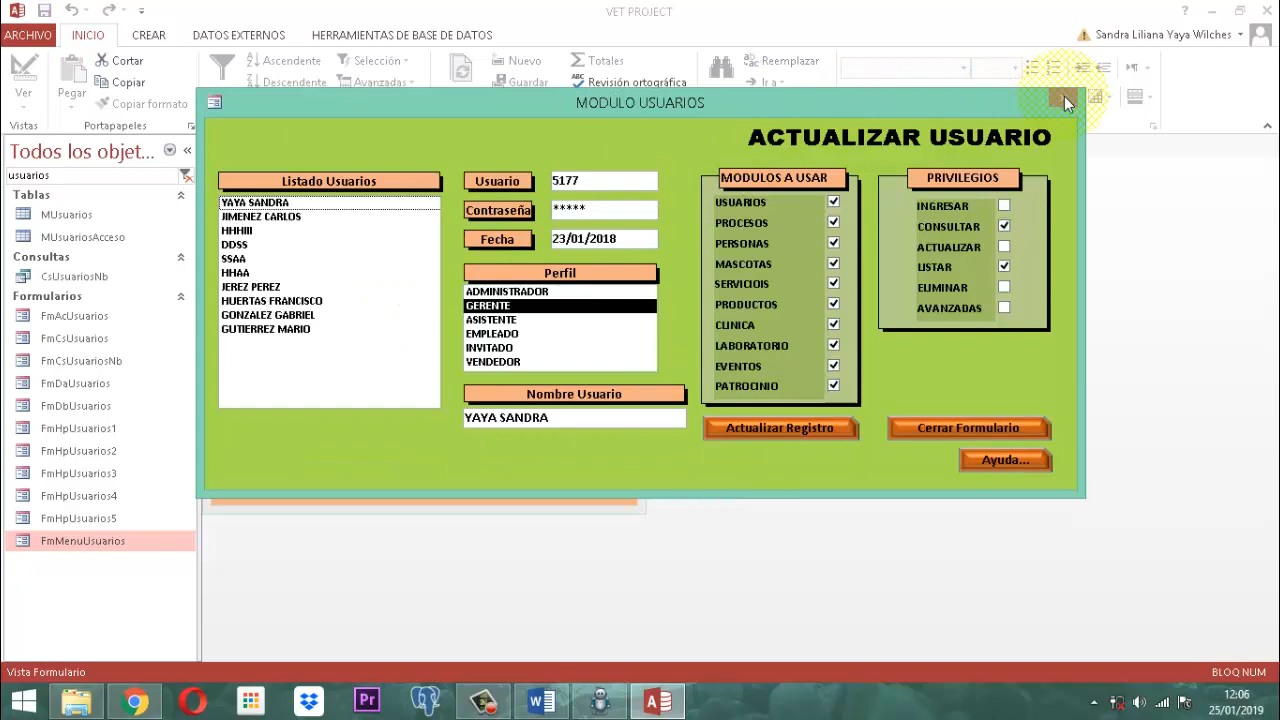 VET PROJECT
ARCHIVO INICIO CREAR DATOS EXTERNOS HERRAMIENTAS DE BASE DE DATOS Sandra Liliana Yaya Wilches
Ver
Pegar
Cortar
Copiar
Copiar formato
Ascendente
Descendente
Selección
Avanzadas
Nuevo
Guardar
Totales
Revisión ortográfica
Reemplazar
Ir a
Vistas
Portapapeles
Todos los objet...
usuarios
Tablas
MUsuarios
MUsuariosAcceso
Consultas
CsUsuariosNb
Formularios
FmAcUsuarios
FmCsUsuarios
FmCsUsuariosNb
FmDaUsuarios
FmDbUsuarios
FmHpUsuarios1
FmHpUsuarios2
FmHpUsuarios3
FmHpUsuarios4
FmHpUsuarios5
FmMenuUsuarios
MODULO USUARIOS
ACTUALIZAR USUARIO
Listado Usuarios
YAYA SANDRA
JIMENEZ CARLOS
HHHIII
DDSS
SSAA
HHAA
JEREZ PEREZ
HUERTAS FRANCISCO
GONZALEZ GABRIEL
GUTIERREZ MARIO
Usuario 5177
Contraseña *****
Fecha 23/01/2018
Perfil
ADMINISTRADOR
GERENTE
ASISTENTE
EMPLEADO
INVITADO
VENDEDOR
Nombre Usuario
YAYA SANDRA
MODULOS A USAR
USUARIOS
PROCESOS
PERSONAS
MASCOTAS
SERVICIOIS
PRODUCTOS
CLINICA
LABORATORIO
EVENTOS
PATROCINIO
PRIVILEGIOS
INGRESAR
CONSULTAR
ACTUALIZAR
LISTAR
ELIMINAR
AVANZADAS
Actualizar Registro
Cerrar Formulario
Ayuda...
Vista Formulario
BLOQ NUM
Pr
12:06
25/01/2019